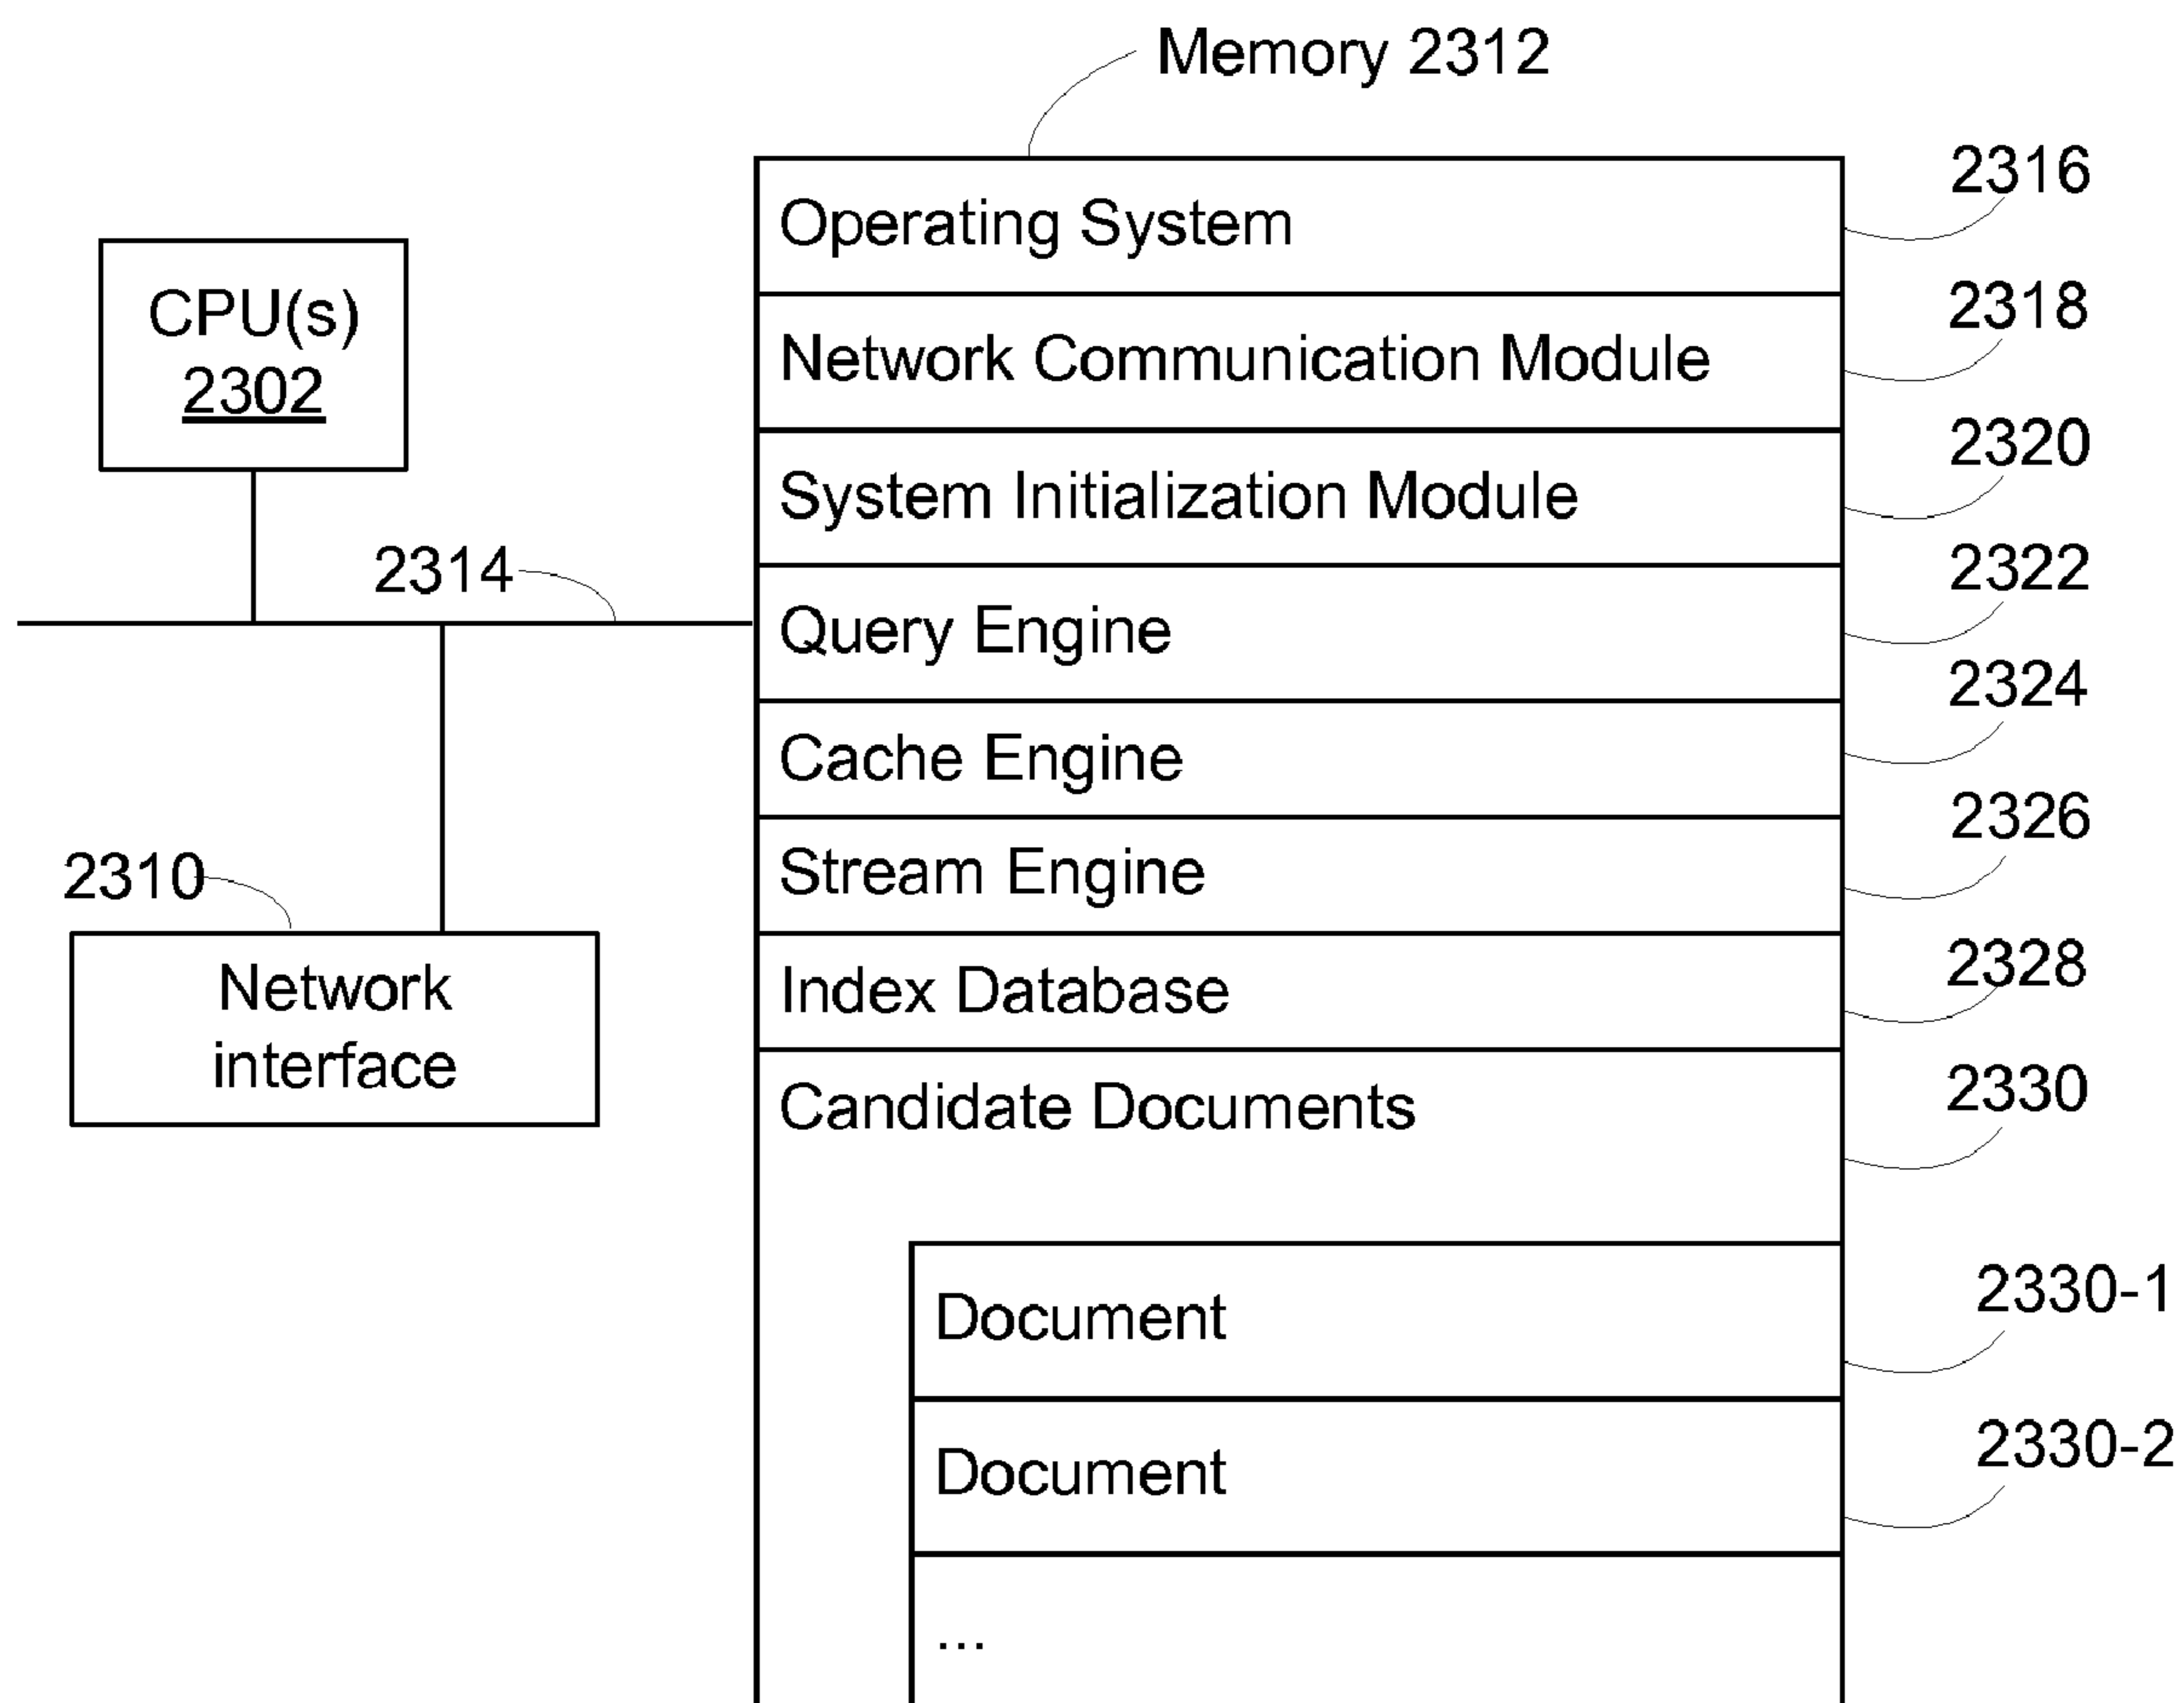 Memory 2312
Operating System
2316
CPU(s)
2302
Network Communication Module
2318
System Initialization Module
2320
2314
Query Engine
2322
Cache Engine
2324
Stream Engine
2326
2310
Network
interface
Index Database
2328
Candidate Documents
2330
Document
2330-1
Document
2330-2
...